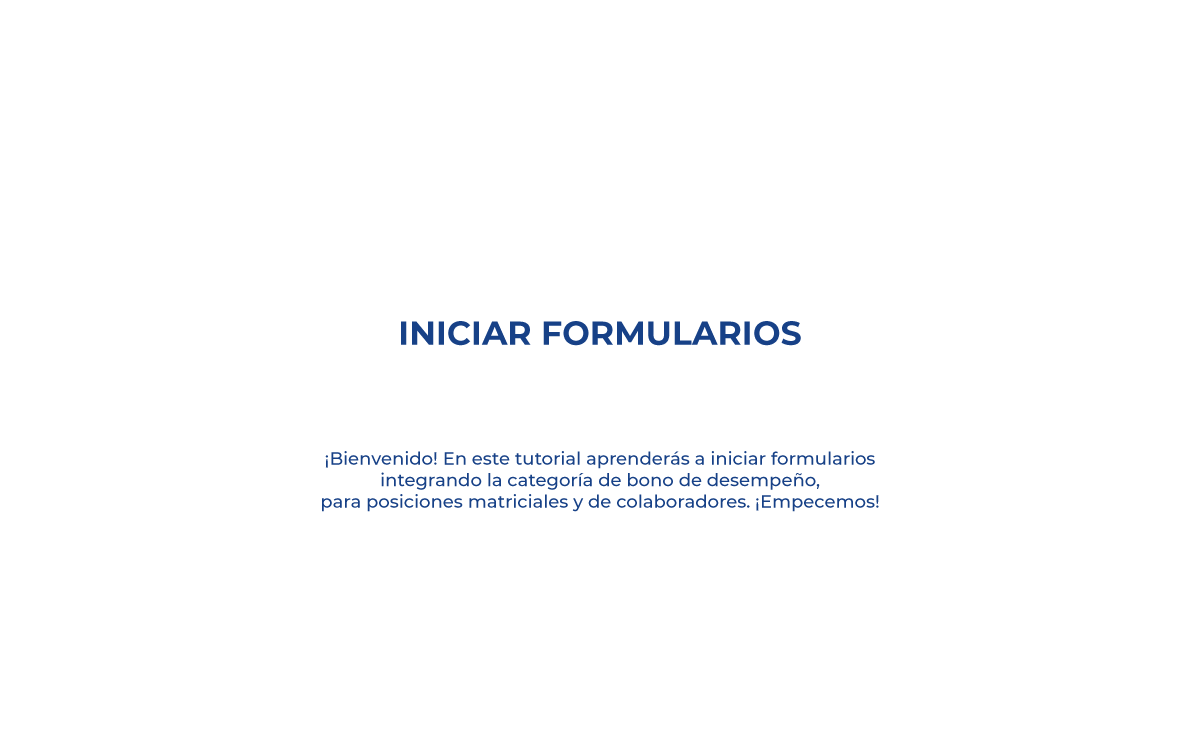 INICIAR FORMULARIOS
¡Bienvenido! En este tutorial aprenderás a iniciar formularios
integrando la categoría de bono de desempeño,
para posiciones matriciales y de colaboradores. ¡Empecemos!